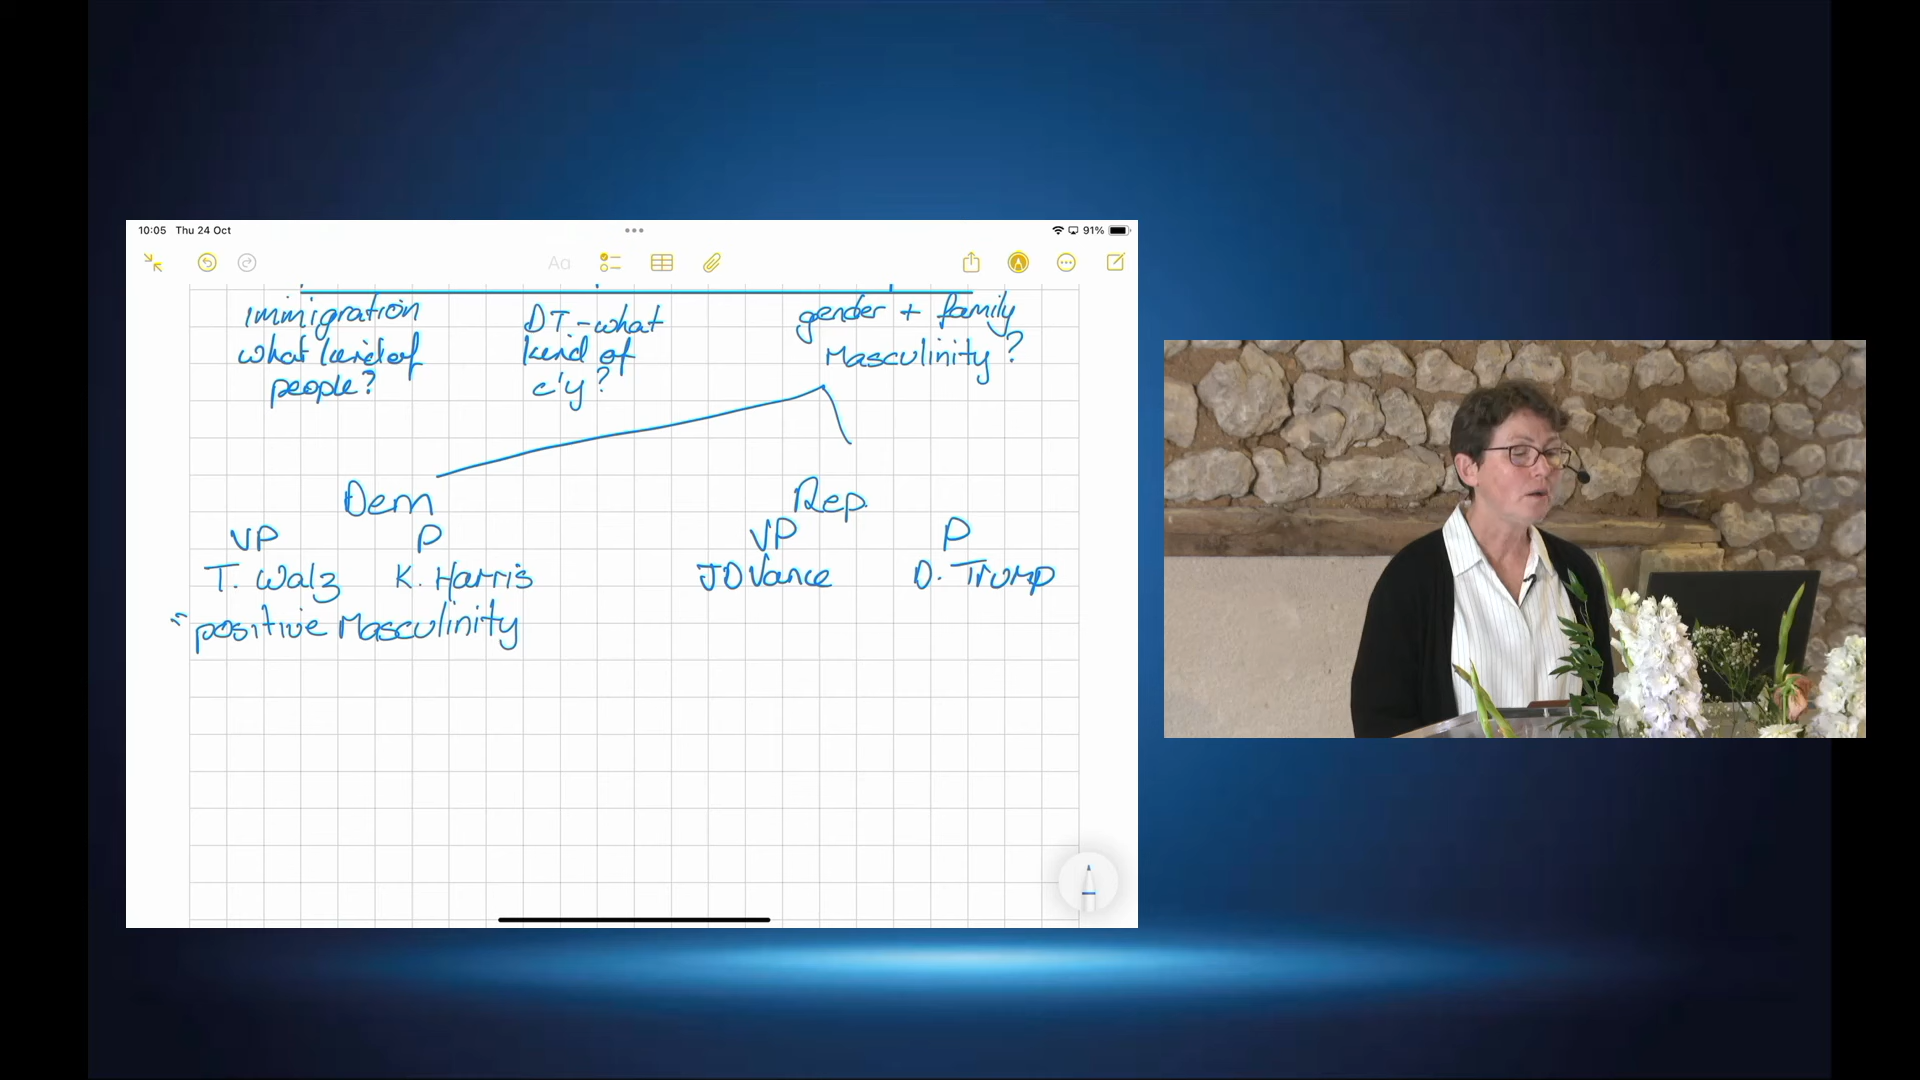 10:05 Thu 24 Oct
91%
Aa
immigration
what kind of
people?
DT.-what
kind of
c'y?
gender + family
Masculinity?
Dem
VP P
T. Walz K. Harris
"positive Masculinity
Rep.
VP P
JD Vance D. Trump